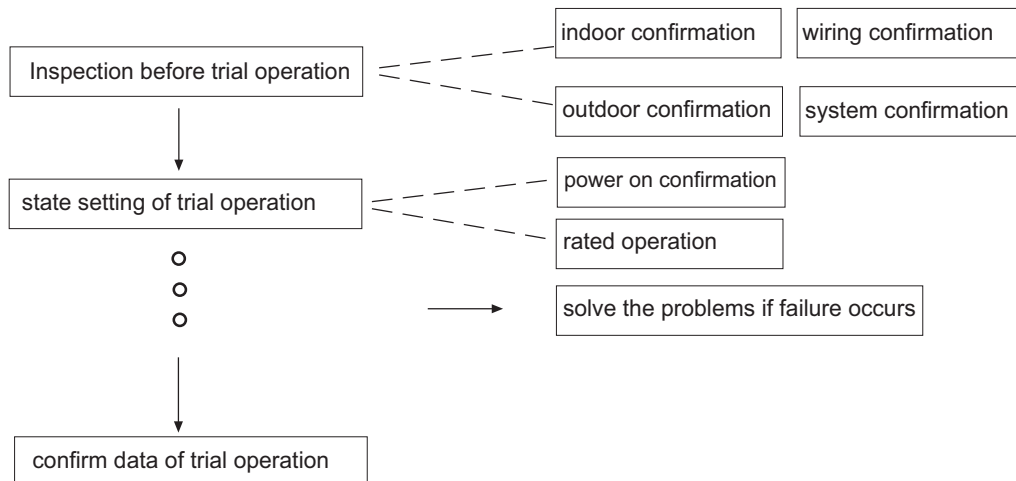 indoor confirmation
wiring confirmation
Inspection before trial operation
outdoor confirmation
system confirmation
state setting of trial operation
power on confirmation
rated operation
solve the problems if failure occurs
confirm data of trial operation